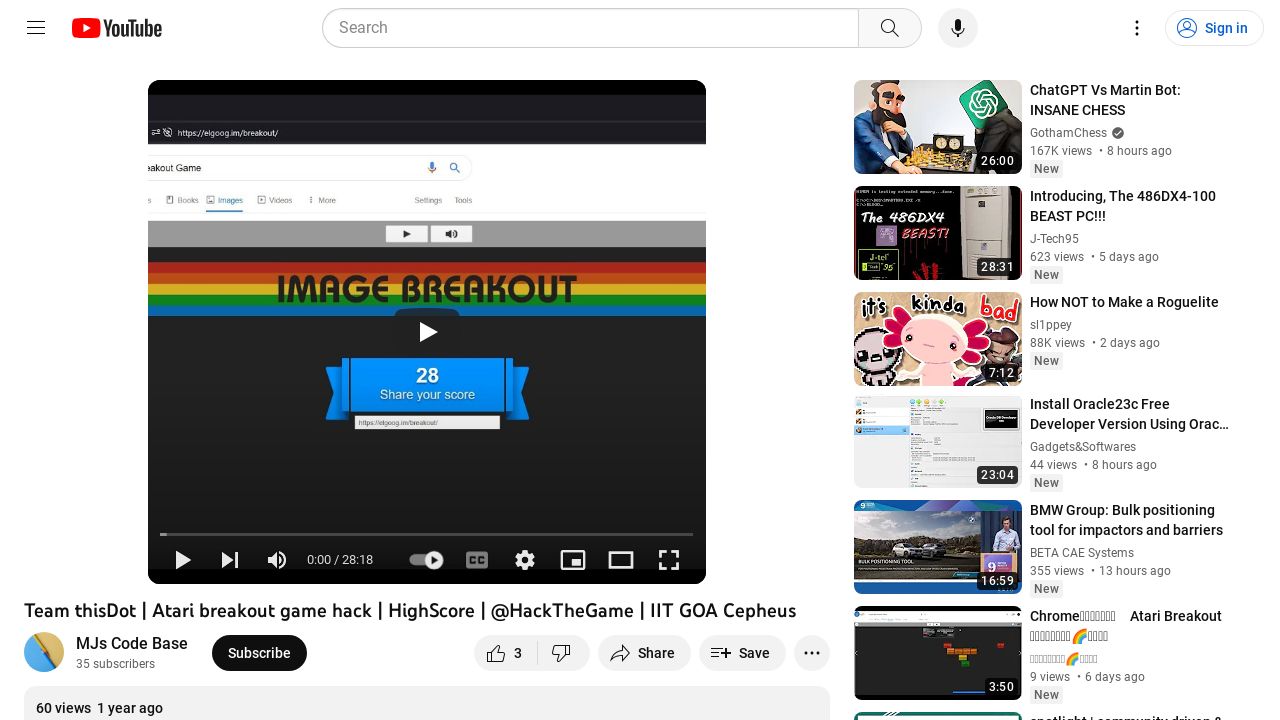 YouTube
Search
Sign in
https://elgoog.im/breakout/
eakout Game
Books
Images
Videos
More
Settings
Tools
IMAGE BREAKOUT
28
Share your score
https://elgoog.im/breakout/
0:00 / 28:18
CC
Team thisDot | Atari breakout game hack | HighScore | @HackTheGame | IIT GOA Cepheus
MJs Code Base
35 subscribers
Subscribe
3
Share
Save
60 views 1 year ago
26:00
ChatGPT Vs Martin Bot:
INSANE CHESS
GothamChess
167K views • 8 hours ago
New
The 486DX4
BEAST!
J-tel
95
28:31
Introducing, The 486DX4-100
BEAST PC!!!
J-Tech95
623 views • 5 days ago
New
it's kinda bad
7:12
How NOT to Make a Roguelite
sl1ppey
88K views • 2 days ago
New
23:04
Install Oracle23c Free
Developer Version Using Orac...
Gadgets&Softwares
44 views • 8 hours ago
New
BULK POSITIONING TOOL
9
16:59
BMW Group: Bulk positioning
tool for impactors and barriers
BETA CAE Systems
355 views • 13 hours ago
New
3:50
Chrome
Atari Breakout
9 views • 6 days ago
New